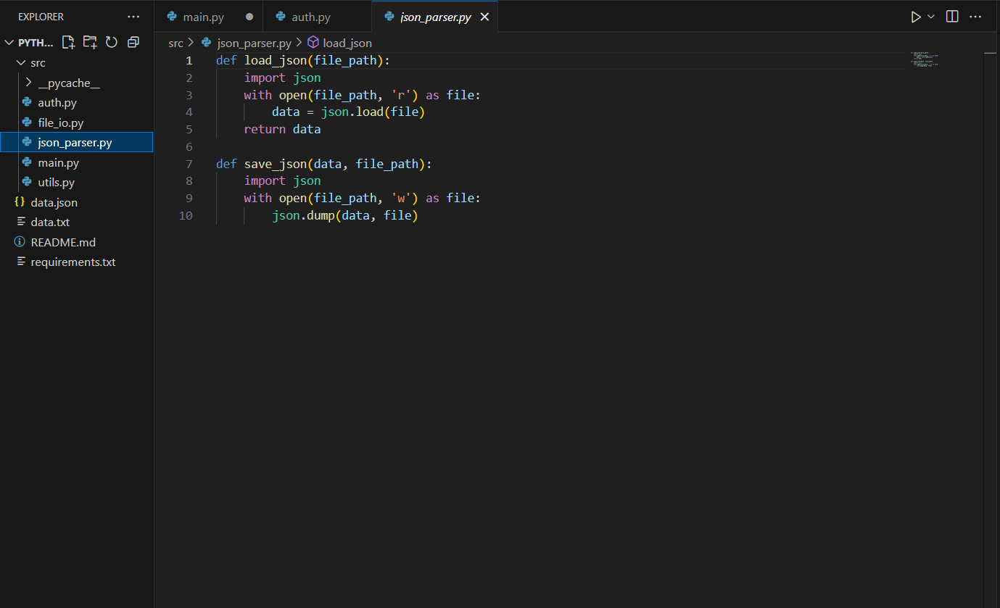 EXPLORER ···
PYTH...
src
__pycache__
auth.py
file_io.py
json_parser.py
main.py
utils.py
data.json
data.txt
README.md
requirements.txt
main.py auth.py json_parser.py
src > json_parser.py > load_json
1 def load_json(file_path):
2     import json
3     with open(file_path, 'r') as file:
4         data = json.load(file)
5     return data
6
7 def save_json(data, file_path):
8     import json
9     with open(file_path, 'w') as file:
10         json.dump(data, file)